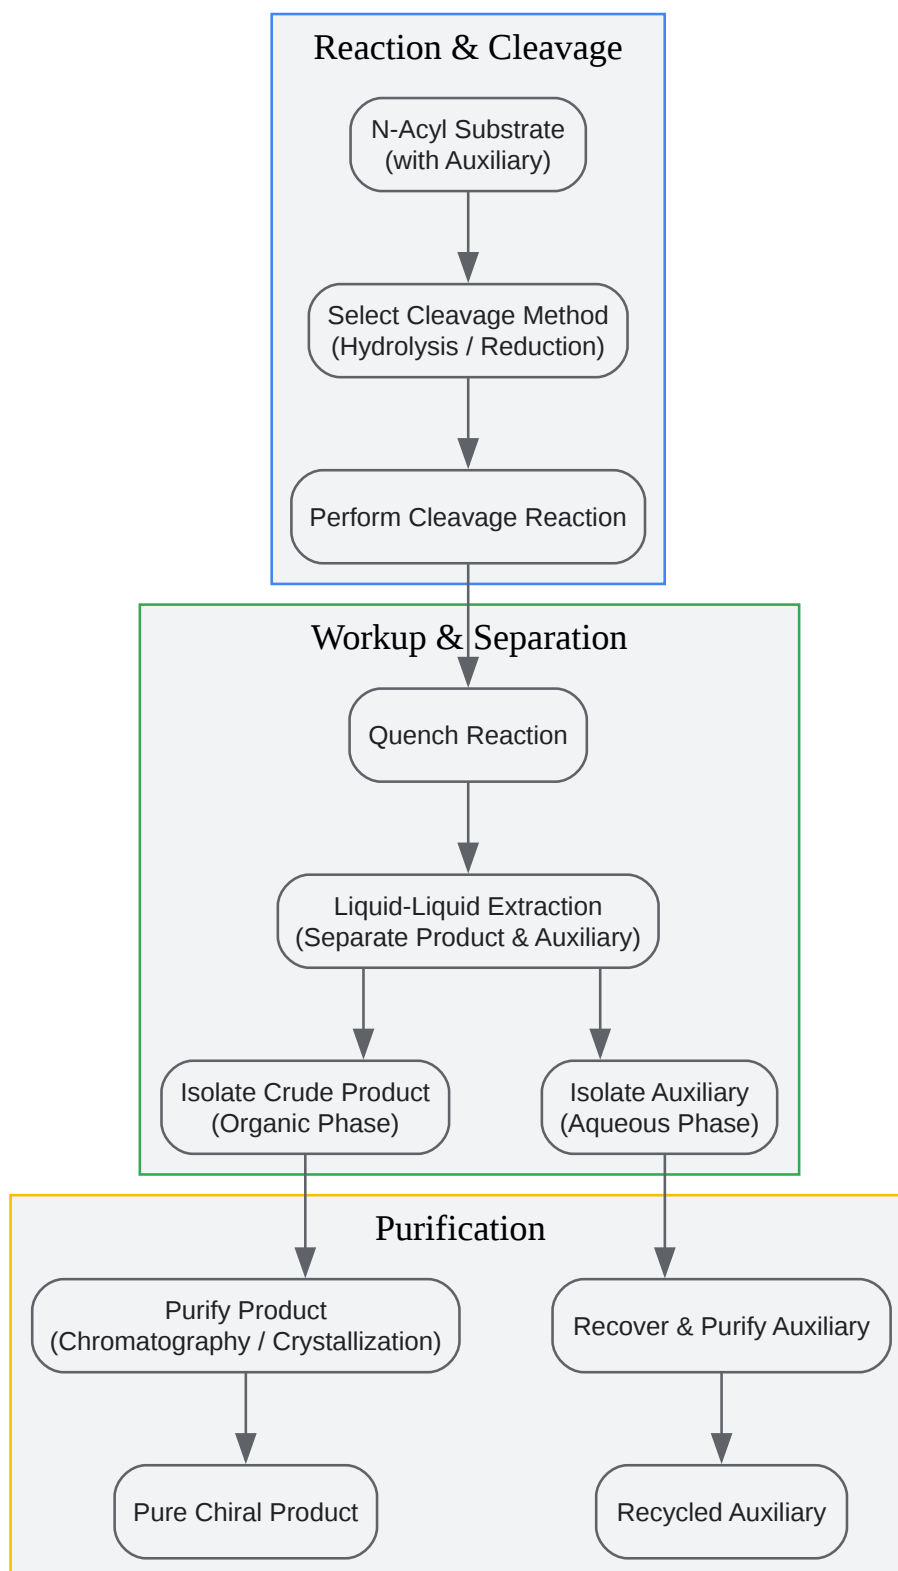 Reaction & Cleavage
N-Acyl Substrate
(with Auxiliary)
Select Cleavage Method
(Hydrolysis / Reduction)
Perform Cleavage Reaction
Workup & Separation
Quench Reaction
Liquid-Liquid Extraction
(Separate Product & Auxiliary)
Isolate Crude Product
(Organic Phase)
Isolate Auxiliary
(Aqueous Phase)
Purification
Purify Product
(Chromatography / Crystallization)
Recover & Purify Auxiliary
Pure Chiral Product
Recycled Auxiliary